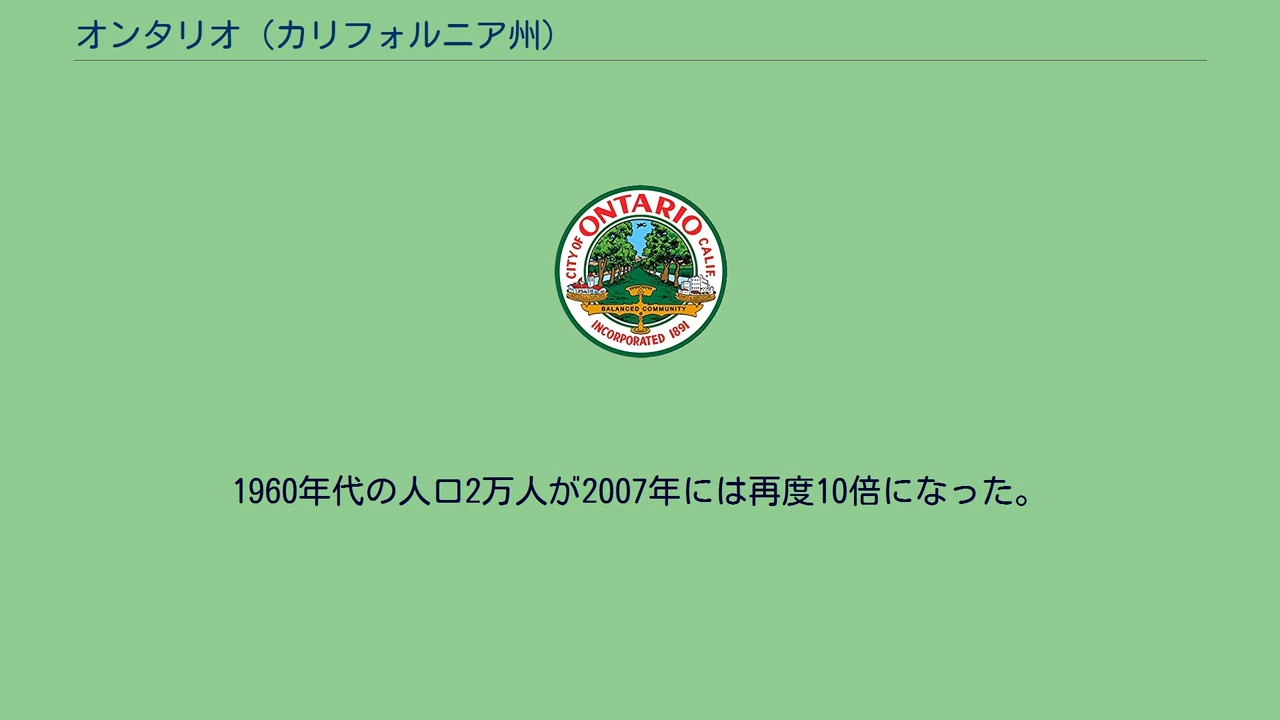 オンタリオ（カリフォルニア州）
CITY OF ONTARIO CALIF.
BALANCED COMMUNITY
INCORPORATED 1891
1960年代の人口2万人が2007年には再度10倍になった。